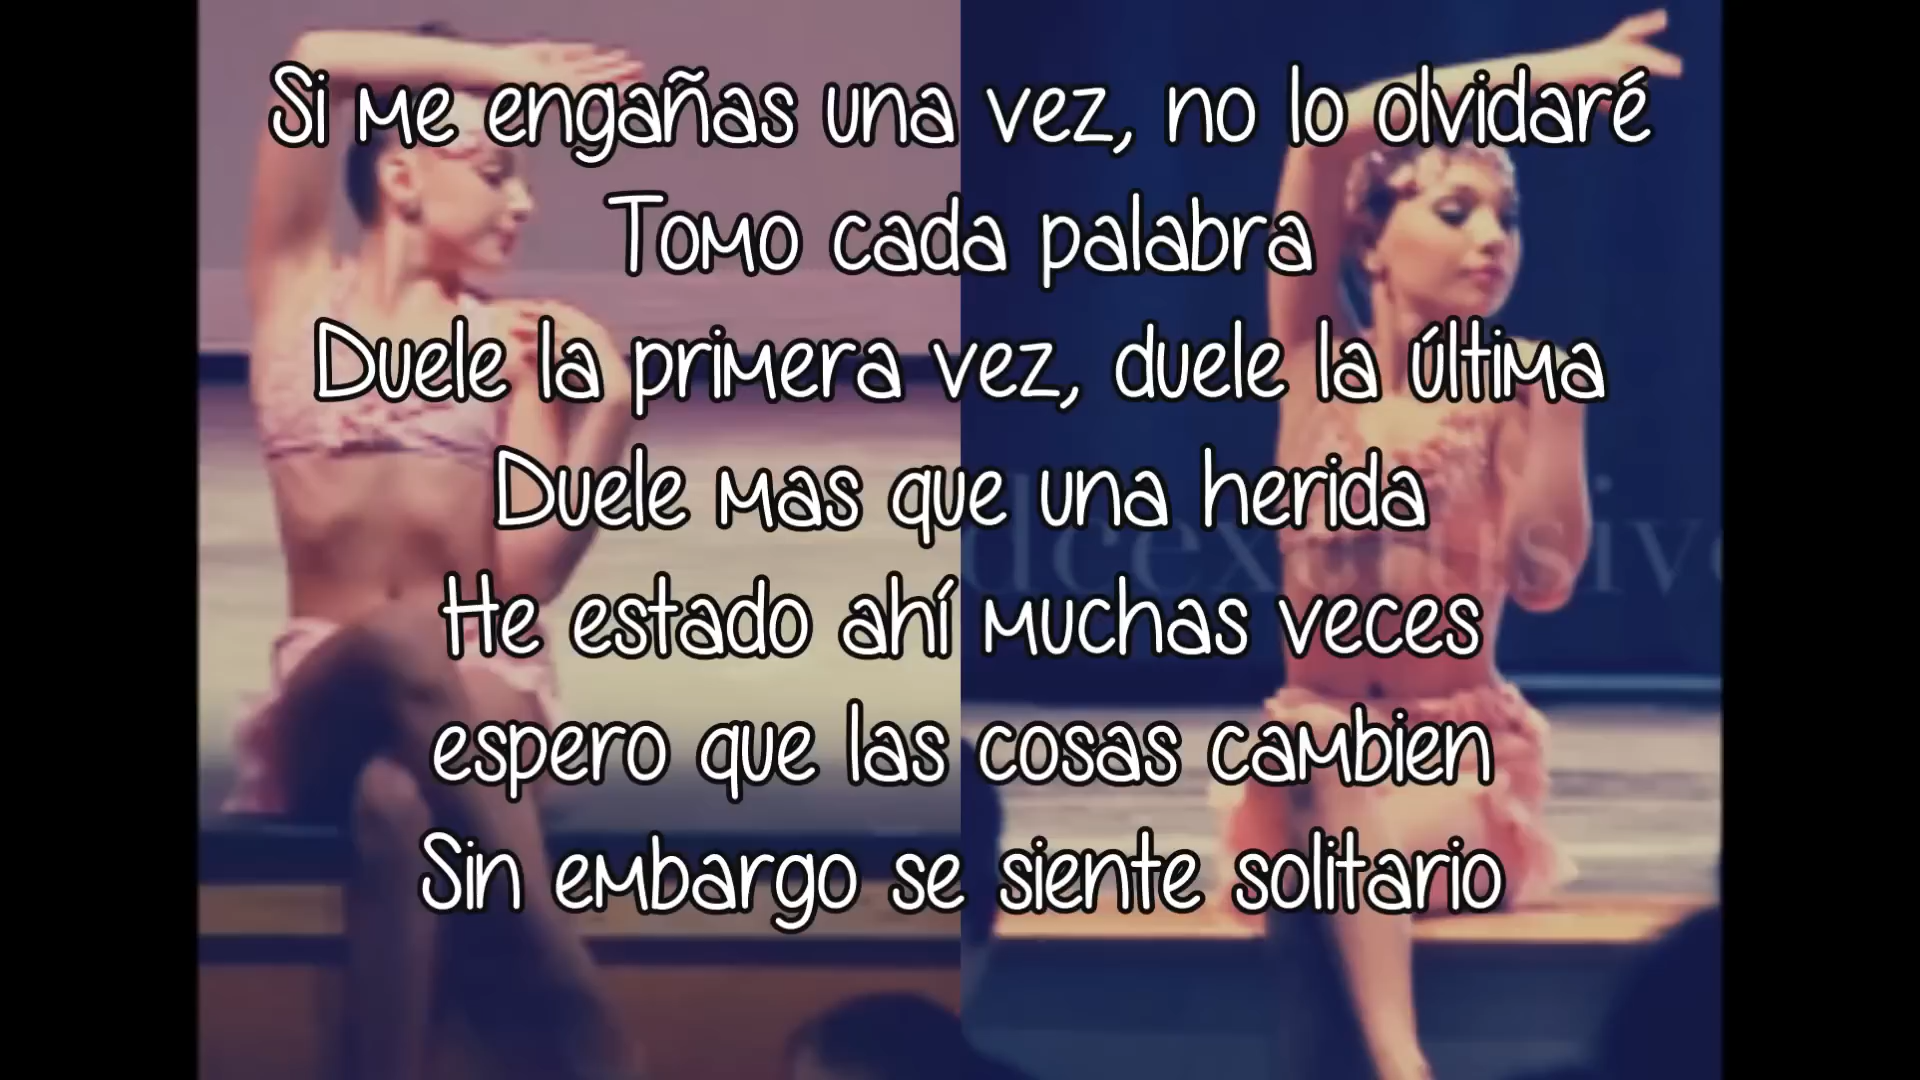 Si me engañas una vez, no lo olvidaré
Tomo cada palabra
Duele la primera vez, duele la última
Duele mas que una herida
He estado ahí muchas veces
espero que las cosas cambien
Sin embargo se siente solitario